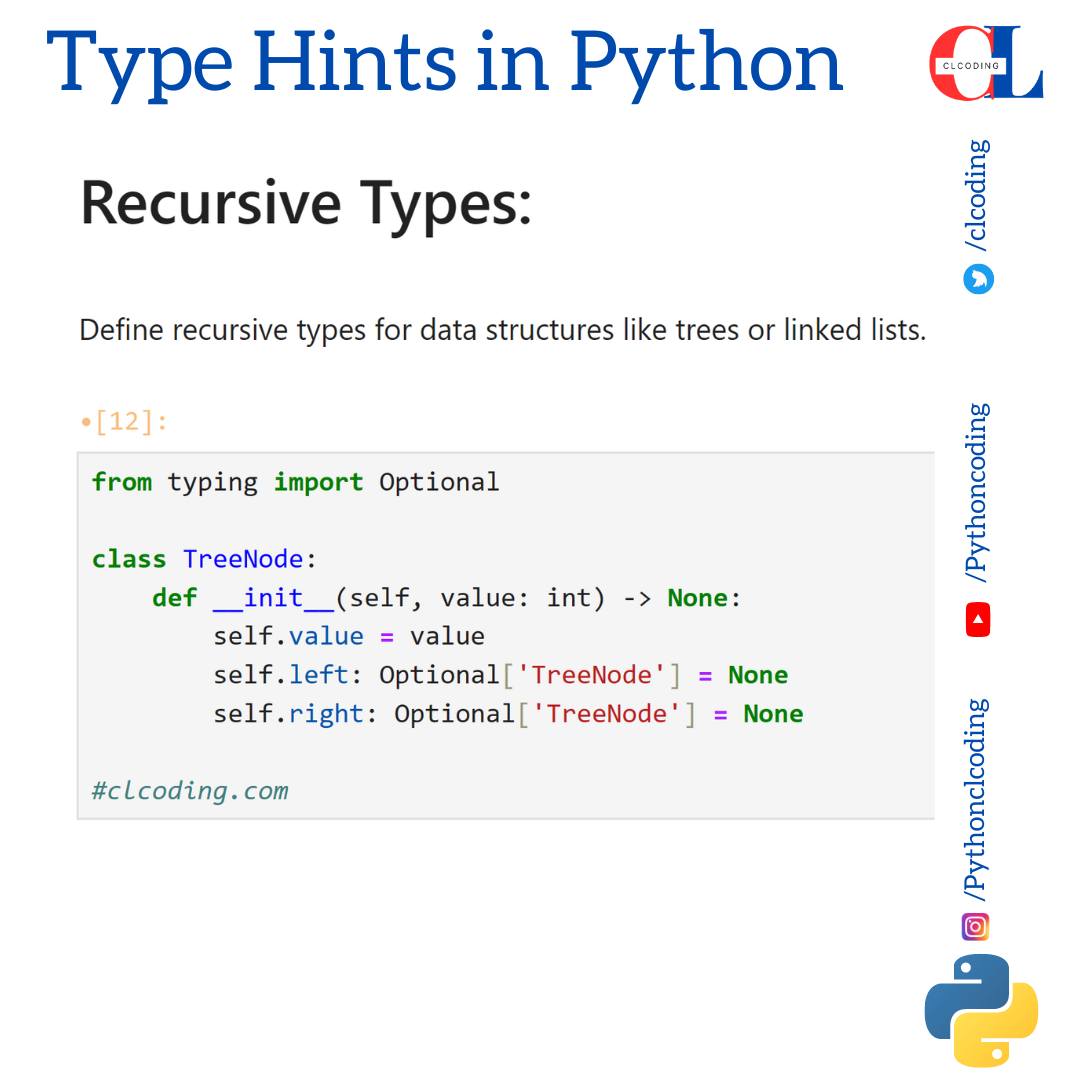 Type Hints in Python
CLCODING
Recursive Types:
Define recursive types for data structures like trees or linked lists.
•[12]:
from typing import Optional
class TreeNode:
    def __init__(self, value: int) -> None:
        self.value = value
        self.left: Optional['TreeNode'] = None
        self.right: Optional['TreeNode'] = None
#clcoding.com
/clcoding
/Pythoncoding
/Pythonclcoding